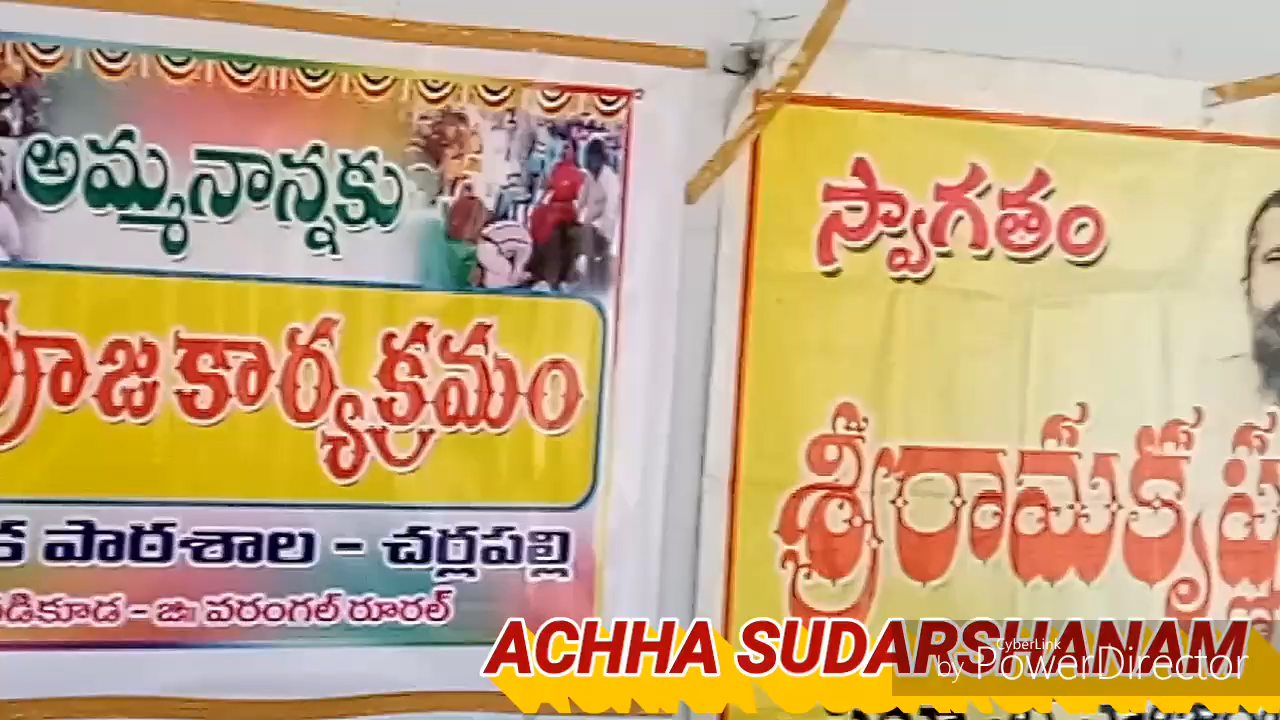 అమ్మనాన్నకు
పూజ కార్యక్రమం
క పాఠశాల - చర్లపల్లి
డికూడ - జిః వరంగల్ రూరల్
స్వాగతం
శ్రీరామకృష్ణ
ACHHA SUDARSHANAM
CyberLink
by PowerDirector